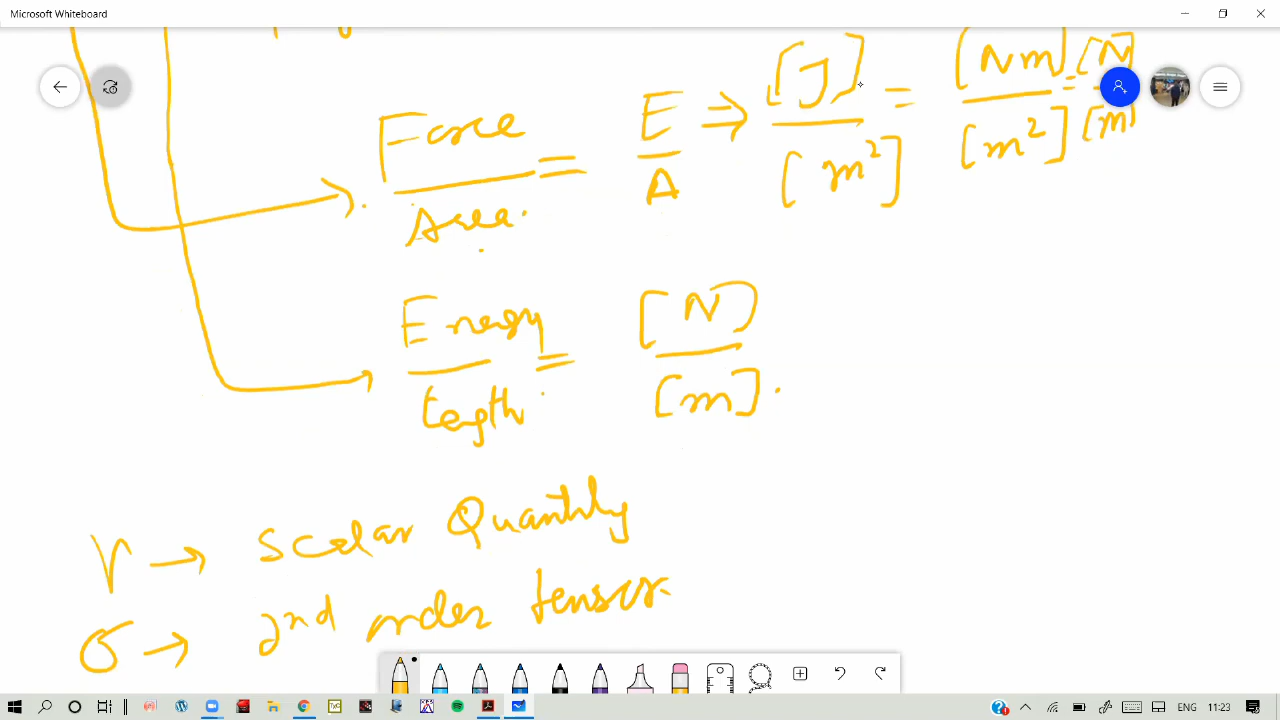 Microsoft Whiteboard
Force / Area = E / A ⇒ [J] / [m²] = [Nm] / [m²] = [N] / [m]
Energy / Length = [N] / [m].
γ → Scalar Quantity
σ → 2nd order tensor
ENG 11:23